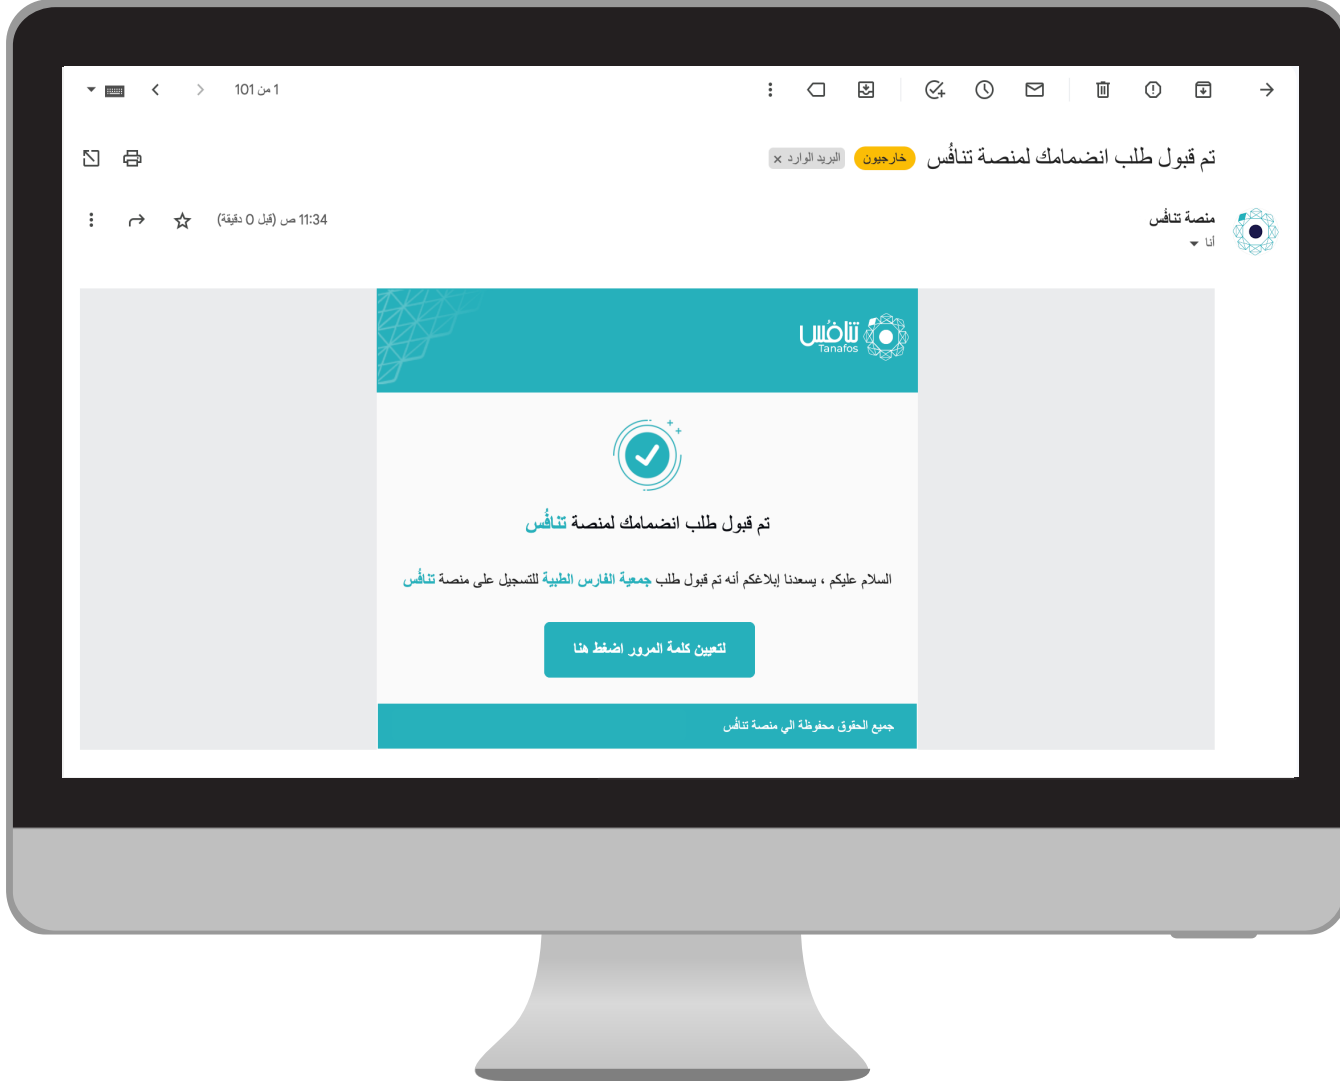 1 من 101
تم قبول طلب انضمامك لمنصة تنافُس خارجيون البريد الوارد ×
منصة تنافُس
11:34 ص (قبل 0 دقيقة)
أنا
تنافُس
Tanafos
تم قبول طلب انضمامك لمنصة تنافُس
السلام عليكم ، يسعدنا إبلاغكم أنه تم قبول طلب جمعية الفارس الطبية للتسجيل على منصة تنافُس
لتعيين كلمة المرور اضغط هنا
جميع الحقوق محفوظة الي منصة تنافُس